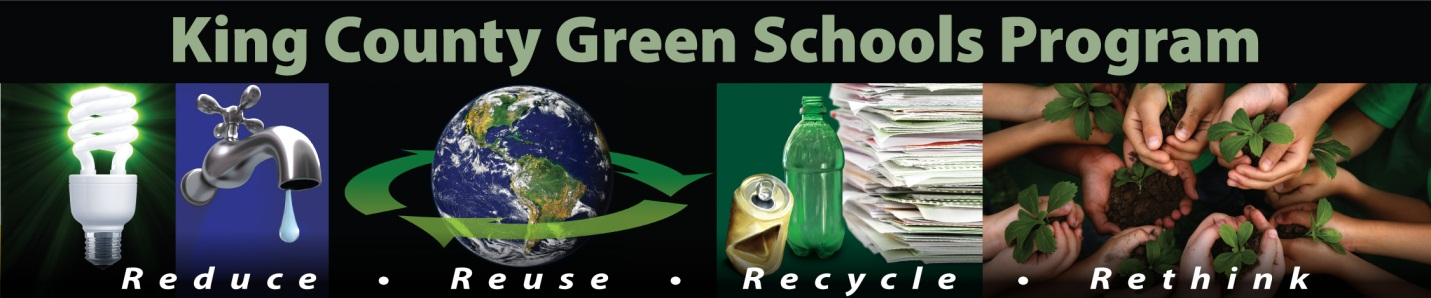 King County Green Schools Program
Reduce • Reuse • Recycle • Rethink